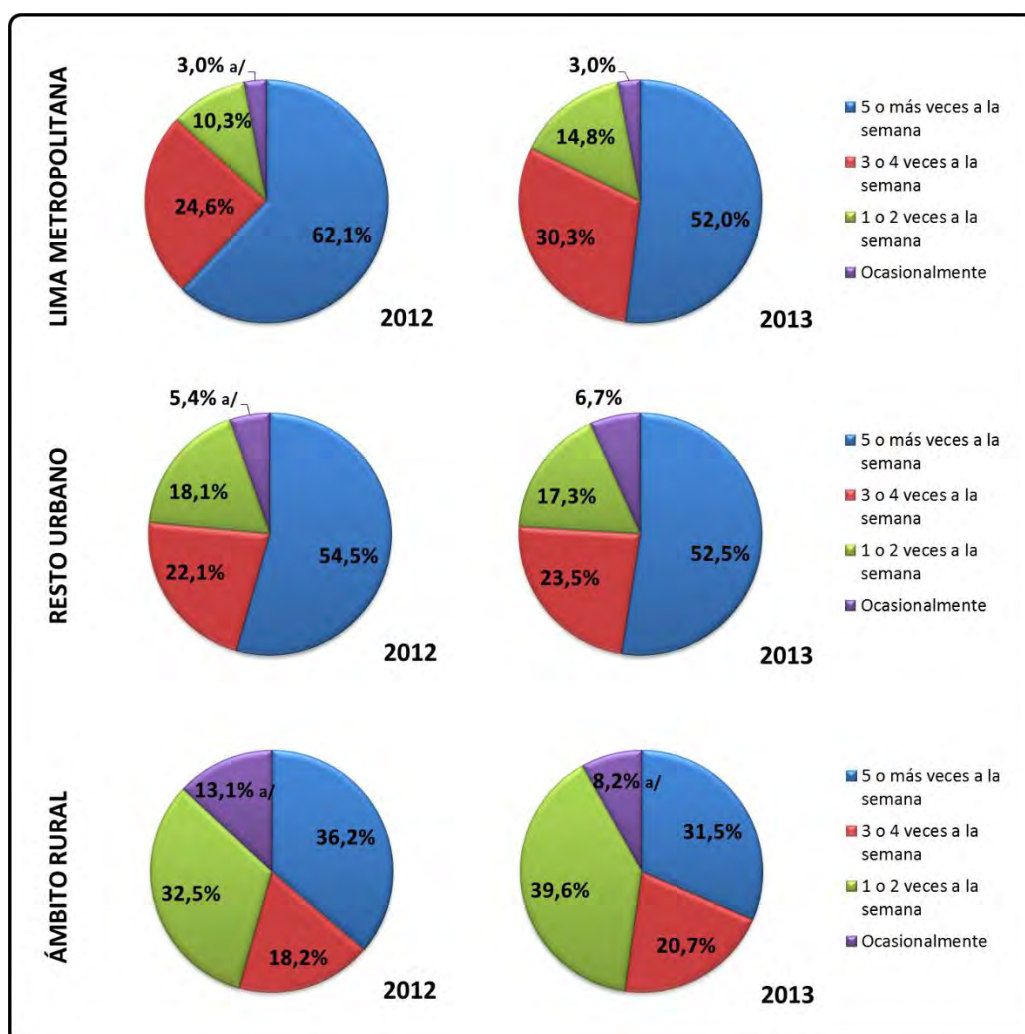 LIMA METROPOLITANA
3,0% a/
10,3%
24,6%
62,1%
2012
3,0%
14,8%
30,3%
52,0%
2013
5 o más veces a la
semana
3 o 4 veces a la
semana
1 o 2 veces a la
semana
Ocasionalmente
RESTO URBANO
5,4% a/
18,1%
22,1%
54,5%
2012
6,7%
17,3%
23,5%
52,5%
2013
5 o más veces a la
semana
3 o 4 veces a la
semana
1 o 2 veces a la
semana
Ocasionalmente
ÁMBITO RURAL
13,1% a/
36,2%
32,5%
18,2%
2012
8,2% a/
31,5%
39,6%
20,7%
2013
5 o más veces a la
semana
3 o 4 veces a la
semana
1 o 2 veces a la
semana
Ocasionalmente